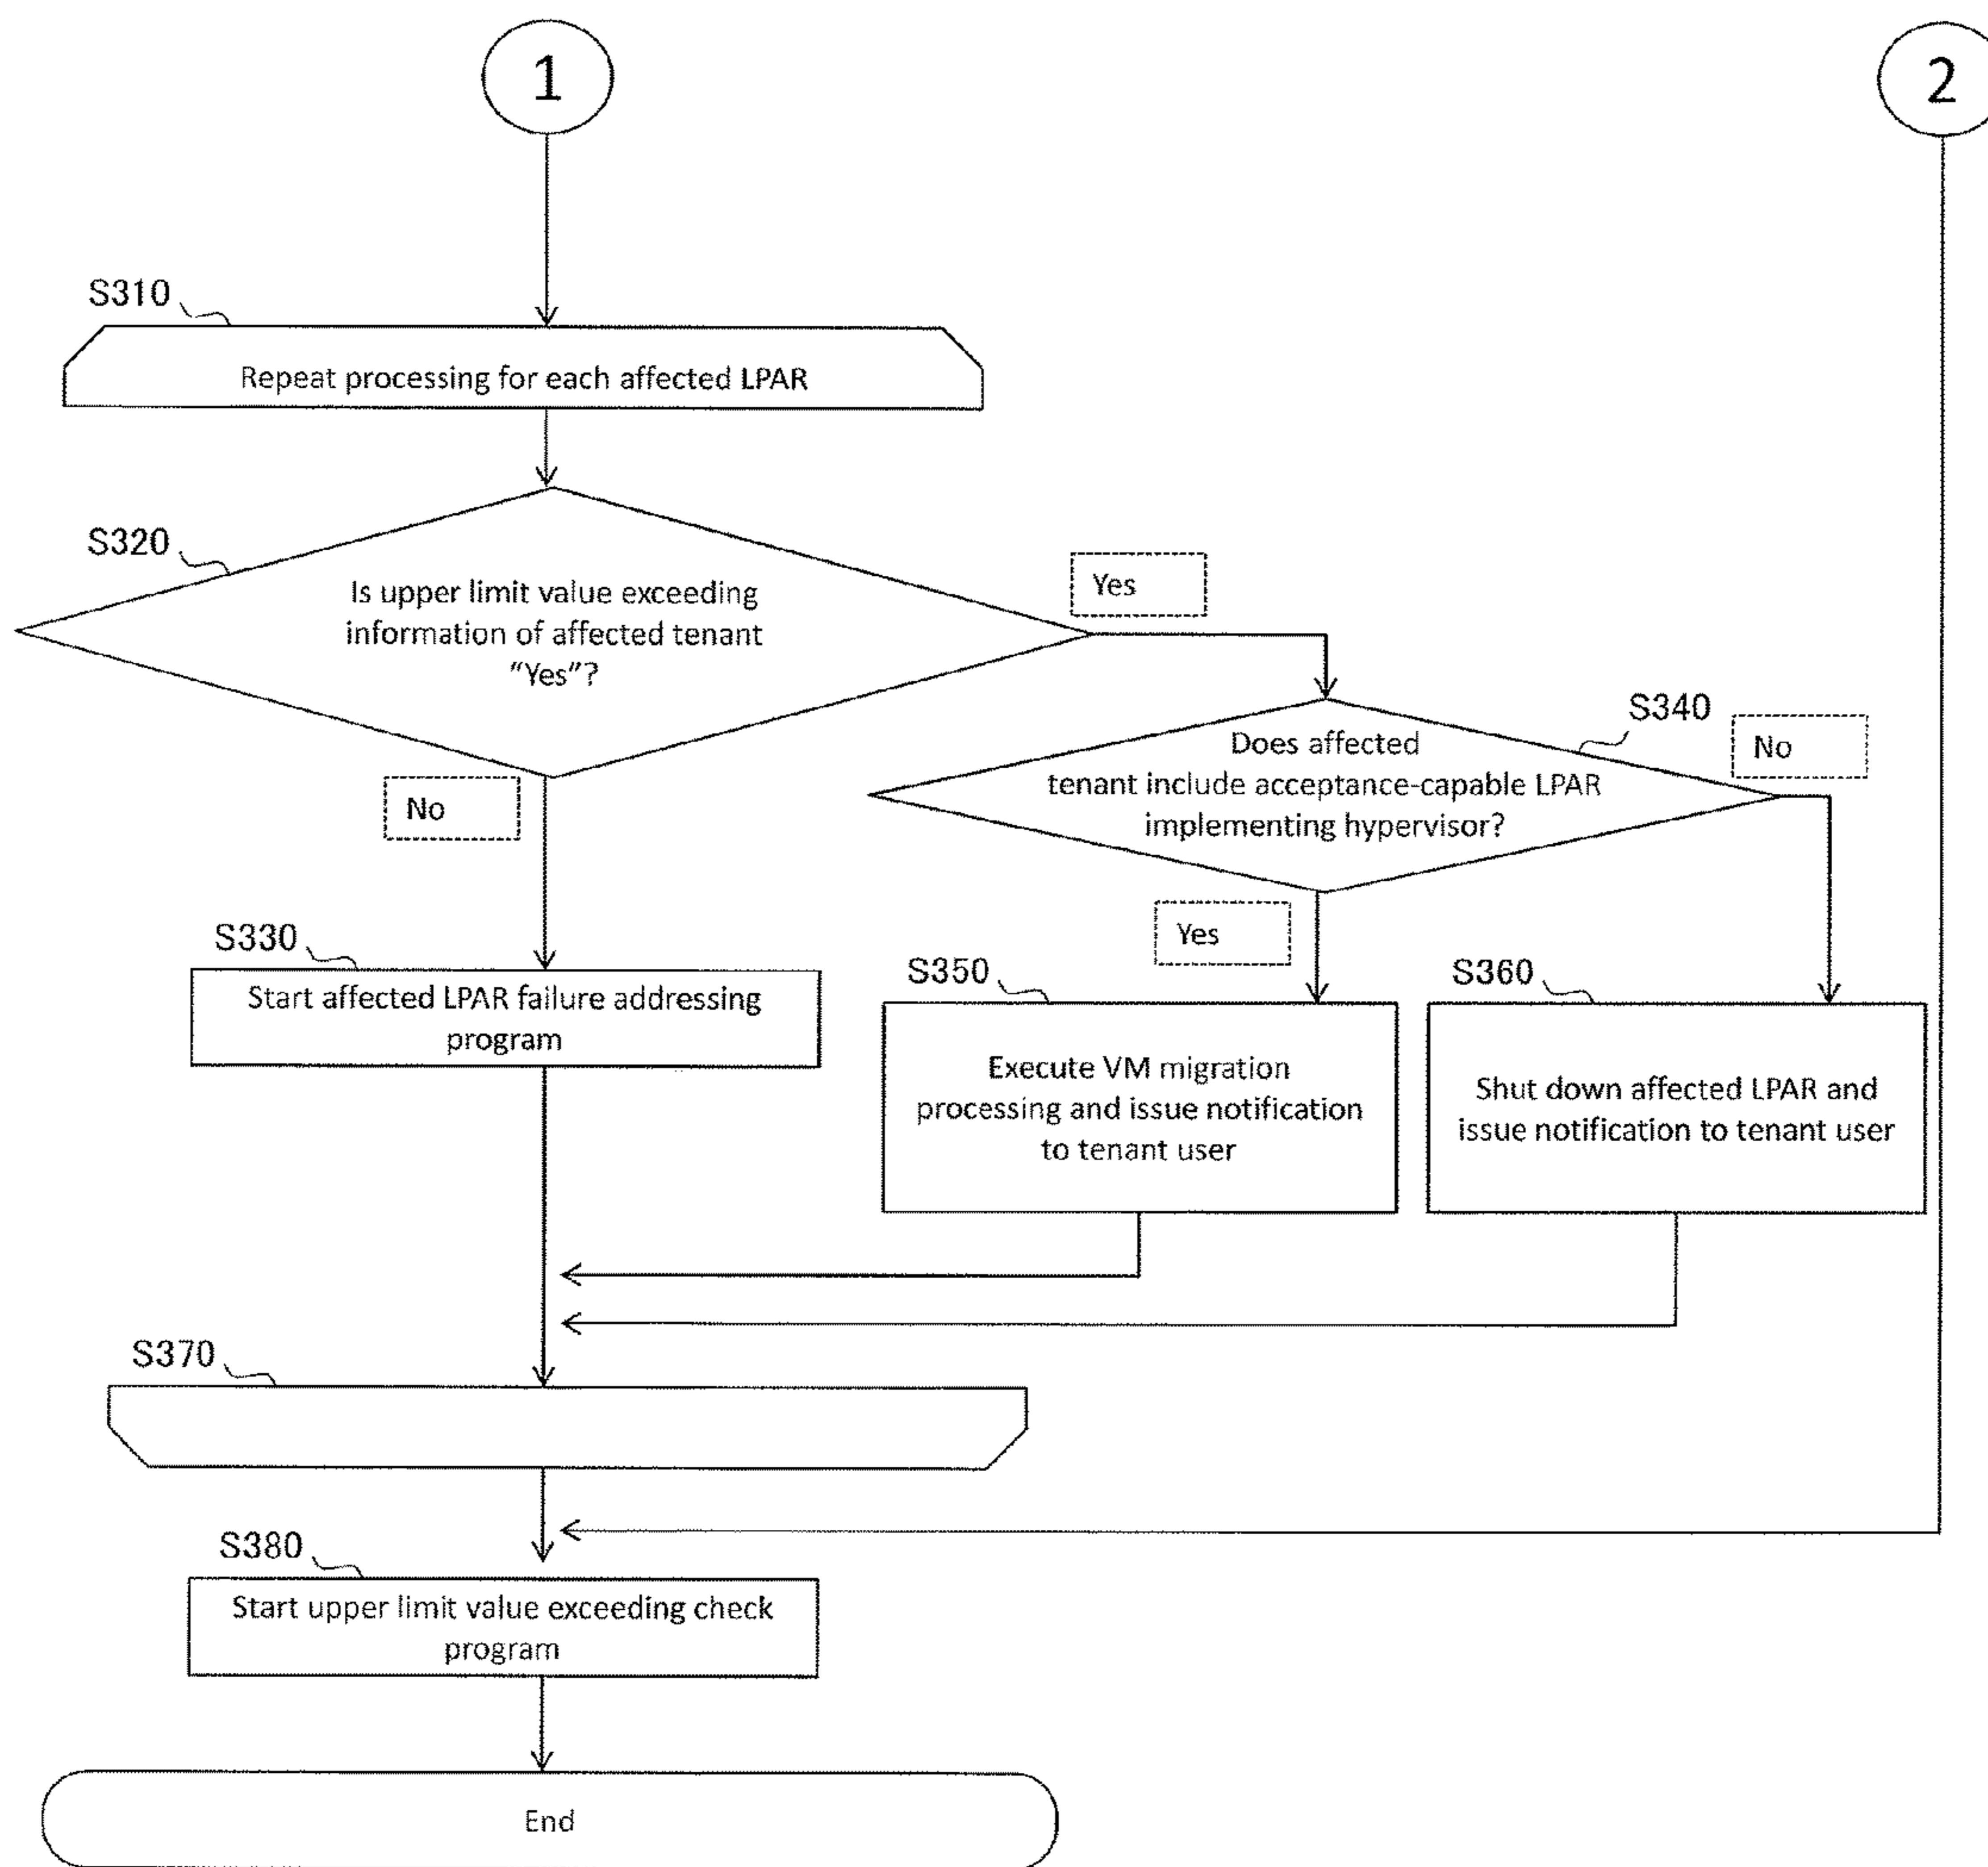 1
2
S310
Repeat processing for each affected LPAR
S320
Is upper limit value exceeding
information of affected tenant
"Yes"?
Yes
No
S340
Does affected
tenant include acceptance-capable LPAR
implementing hypervisor?
No
Yes
S330
Start affected LPAR failure addressing
program
S350
Execute VM migration
processing and issue notification
to tenant user
S360
Shut down affected LPAR and
issue notification to tenant user
S370
S380
Start upper limit value exceeding check
program
End